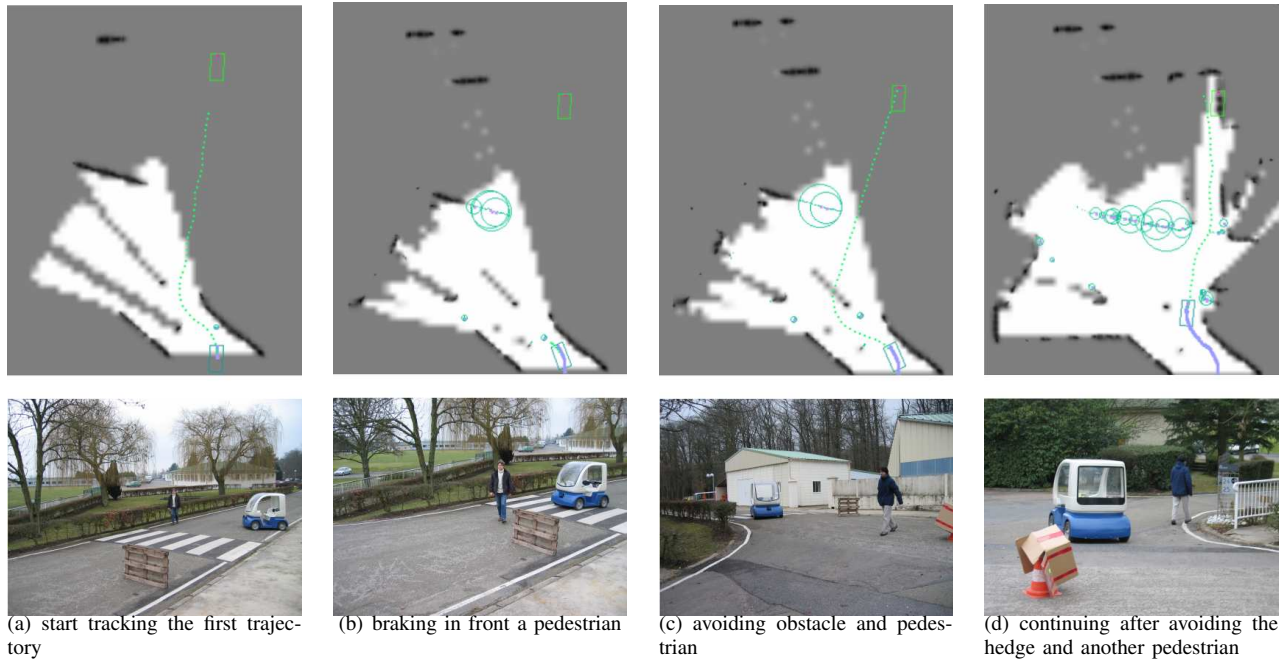 (a) start tracking the first trajec-
tory
(b) braking in front a pedestrian
(c) avoiding obstacle and pedes-
trian
(d) continuing after avoiding the
hedge and another pedestrian